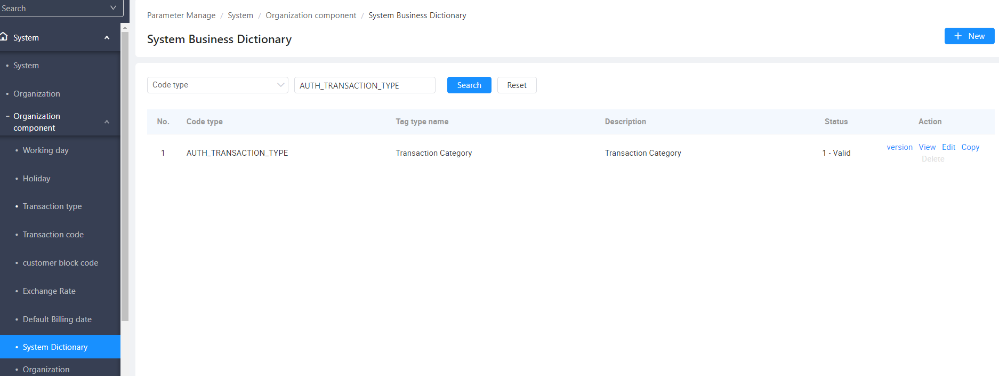 Search
System
System
Organization
Organization
component
Working day
Holiday
Transaction type
Transaction code
customer block code
Exchange Rate
Default Billing date
System Dictionary
Organization
Parameter Manage / System / Organization component / System Business Dictionary
System Business Dictionary
+ New
Code type
AUTH_TRANSACTION_TYPE
Search
Reset
No. Code type Tag type name Description Status Action
1 AUTH_TRANSACTION_TYPE Transaction Category Transaction Category 1 - Valid version View Edit Copy
Delete